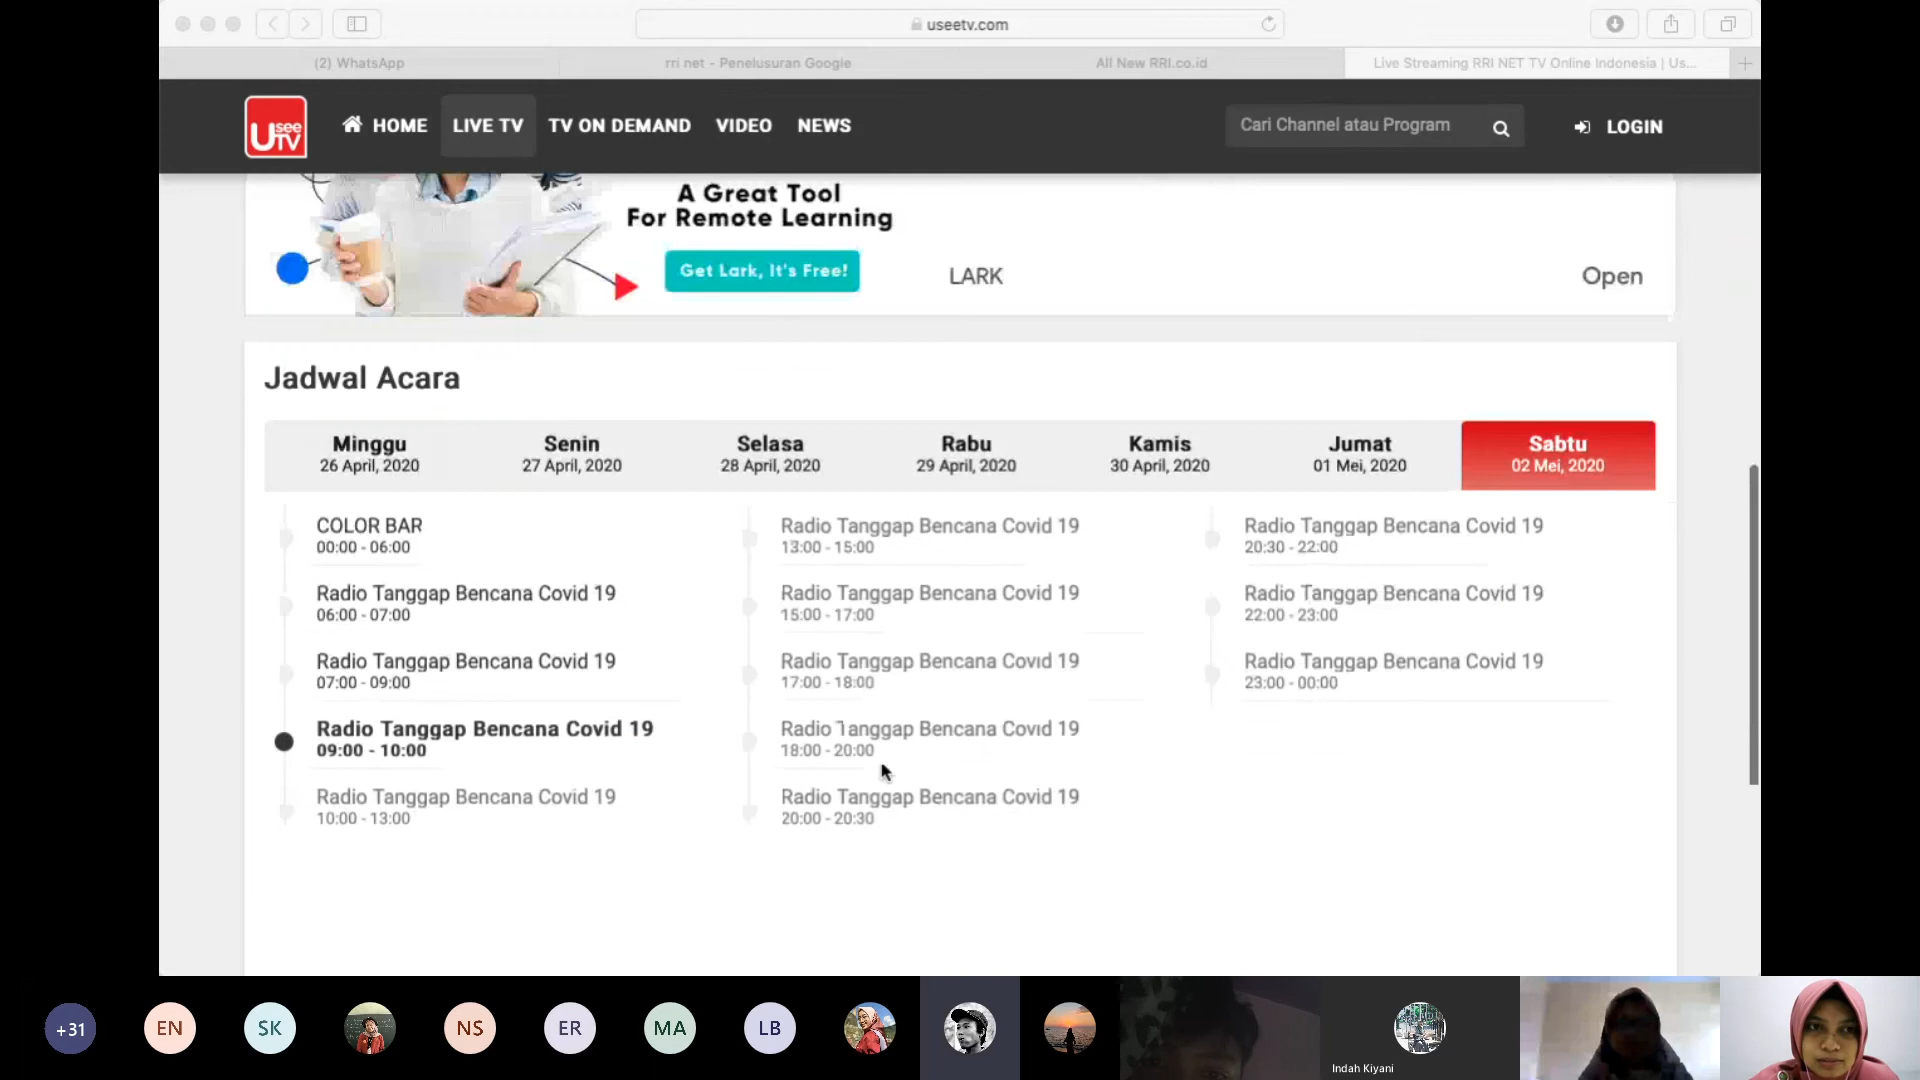 useetv.com
(2) WhatsApp
rri net - Penelusuran Google
All New RRI.co.id
Live Streaming RRI NET TV Online Indonesia | Us...
USeeTV
HOME
LIVE TV
TV ON DEMAND
VIDEO
NEWS
Cari Channel atau Program
LOGIN
A Great Tool
For Remote Learning
Get Lark, It's Free!
LARK
Open
Jadwal Acara
Minggu
26 April, 2020
Senin
27 April, 2020
Selasa
28 April, 2020
Rabu
29 April, 2020
Kamis
30 April, 2020
Jumat
01 Mei, 2020
Sabtu
02 Mei, 2020
COLOR BAR
00:00 - 06:00
Radio Tanggap Bencana Covid 19
06:00 - 07:00
Radio Tanggap Bencana Covid 19
07:00 - 09:00
Radio Tanggap Bencana Covid 19
09:00 - 10:00
Radio Tanggap Bencana Covid 19
10:00 - 13:00
Radio Tanggap Bencana Covid 19
13:00 - 15:00
Radio Tanggap Bencana Covid 19
15:00 - 17:00
Radio Tanggap Bencana Covid 19
17:00 - 18:00
Radio Tanggap Bencana Covid 19
18:00 - 20:00
Radio Tanggap Bencana Covid 19
20:00 - 20:30
Radio Tanggap Bencana Covid 19
20:30 - 22:00
Radio Tanggap Bencana Covid 19
22:00 - 23:00
Radio Tanggap Bencana Covid 19
23:00 - 00:00
+31
EN
SK
NS
ER
MA
LB
Indah Kiyani